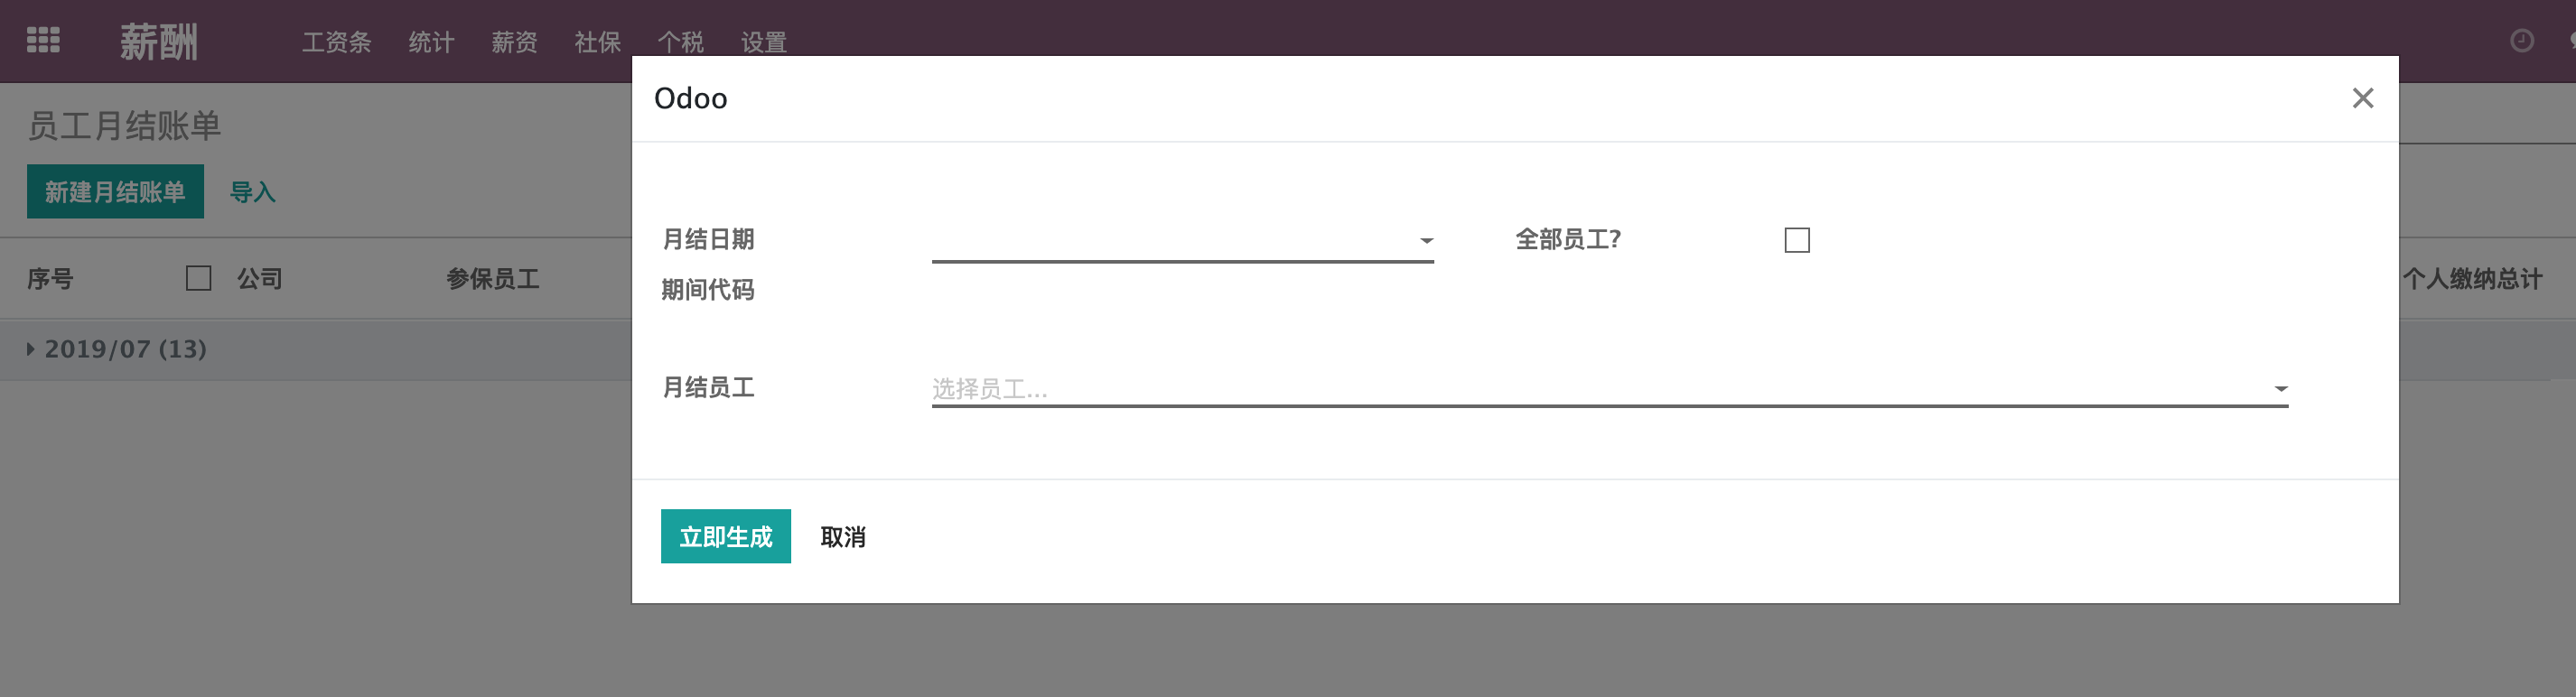 薪酬 工资条 统计 薪资 社保 个税 设置
员工月结账单
新建月结账单 导入
序号 公司 参保员工 个人缴纳总计
2019/07 (13)
Odoo
月结日期 全部员工?
期间代码
月结员工 选择员工...
立即生成 取消